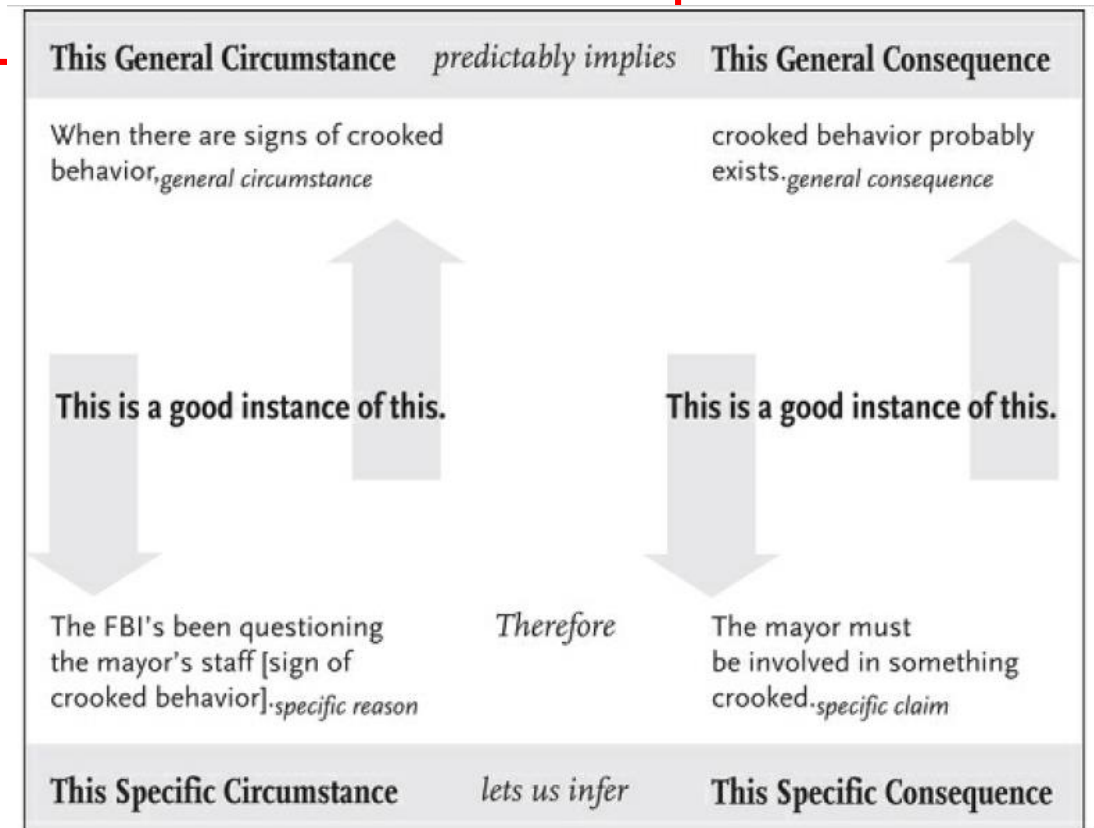 This General Circumstance predictably implies This General Consequence
When there are signs of crooked
behavior,general circumstance
crooked behavior probably
exists.general consequence
This is a good instance of this.
This is a good instance of this.
The FBI's been questioning
the mayor's staff [sign of
crooked behavior].specific reason
Therefore
The mayor must
be involved in something
crooked.specific claim
This Specific Circumstance lets us infer This Specific Consequence